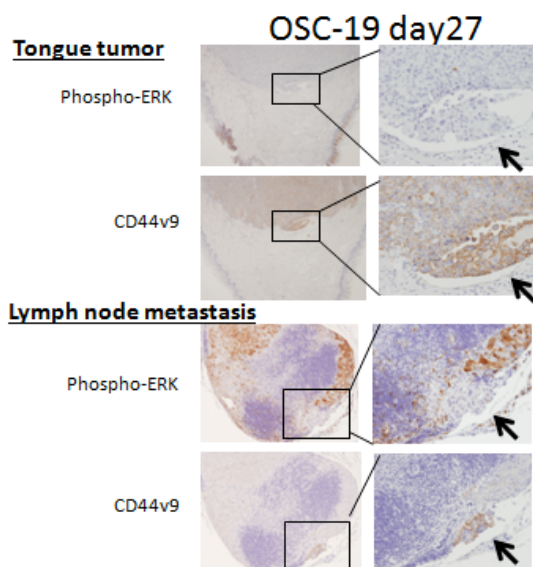 OSC-19 day27
Tongue tumor
Phospho-ERK
CD44v9
Lymph node metastasis
Phospho-ERK
CD44v9